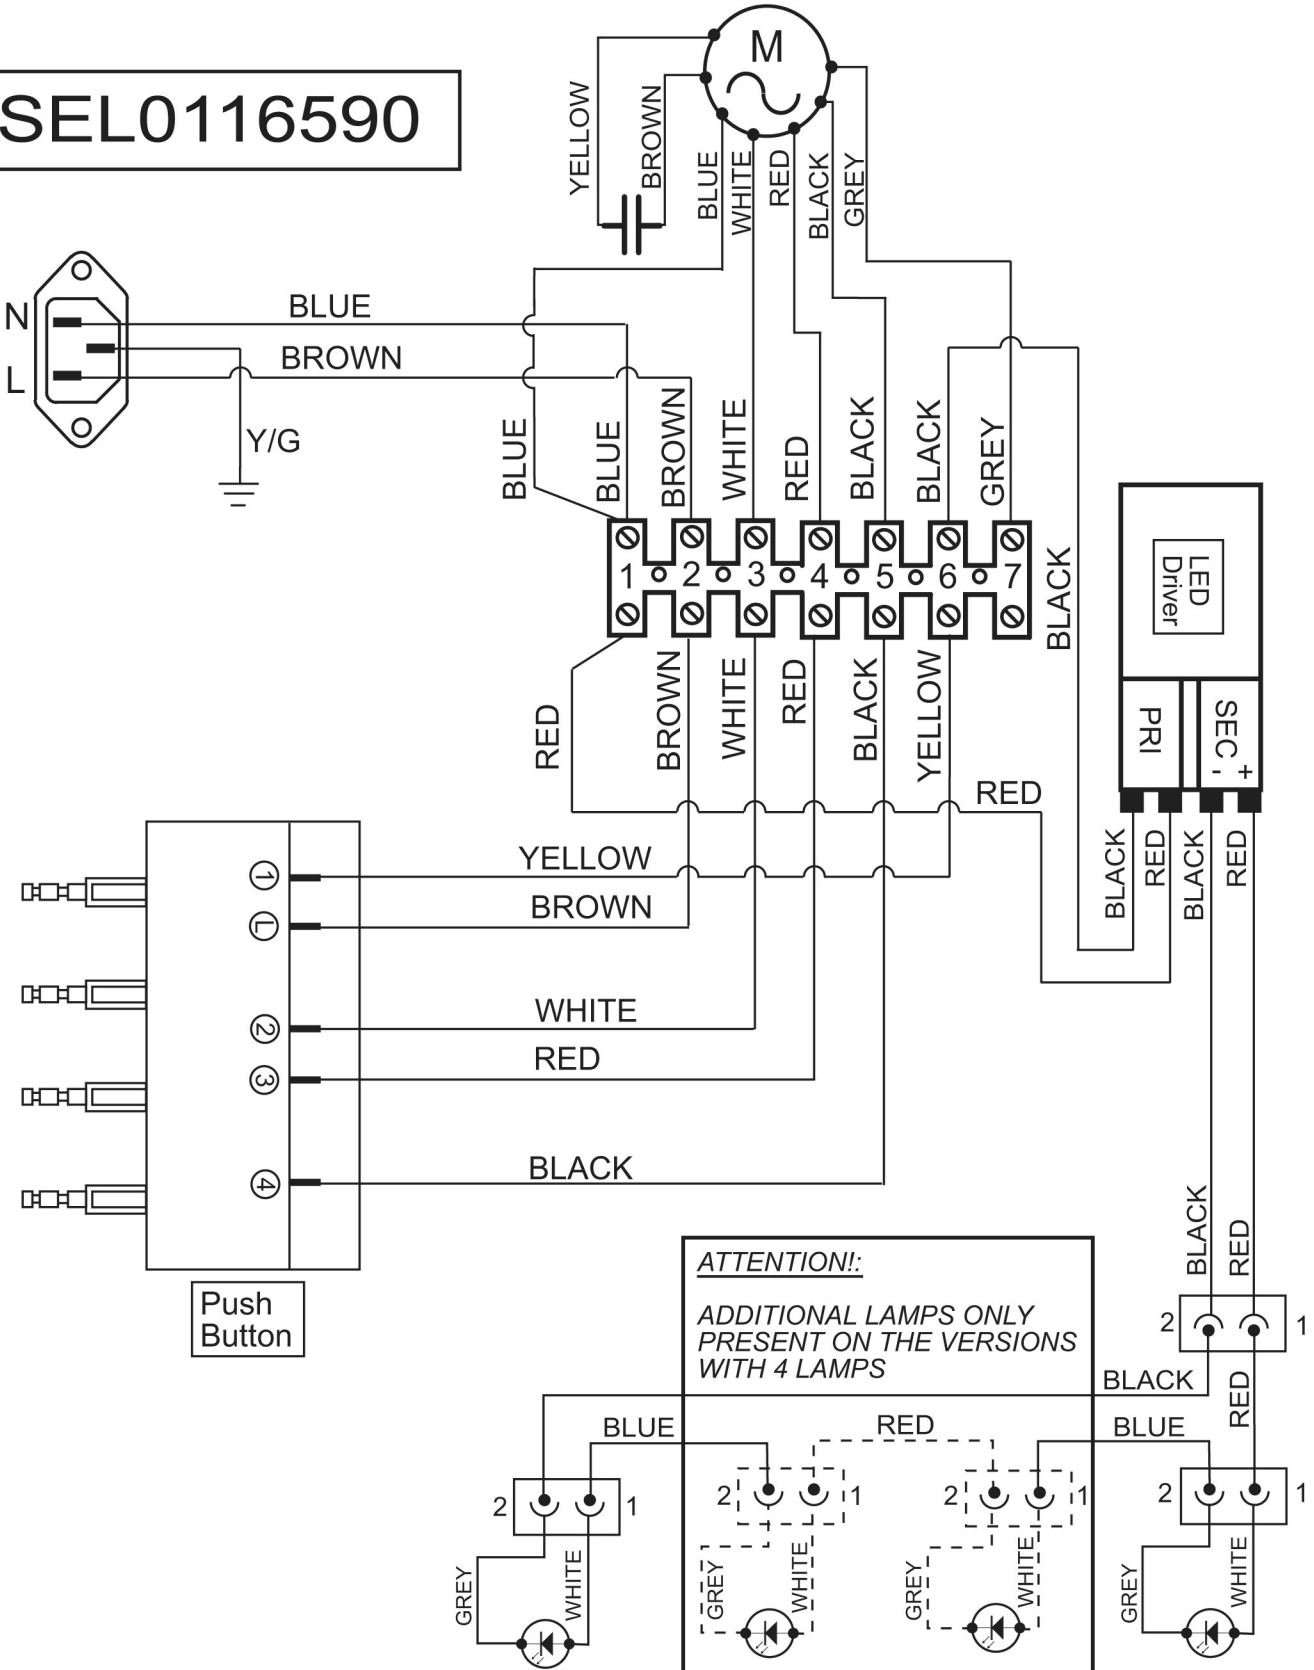 SEL0116590
M
YELLOW
BROWN
BLUE
WHITE
RED
BLACK
GREY
N
L
BLUE
BROWN
Y/G
BLUE
BLUE
BROWN
WHITE
RED
BLACK
BLACK
GREY
1 2 3 4 5 6 7
BLACK
LED
Driver
PRI
SEC
- +
RED
BROWN
WHITE
RED
BLACK
YELLOW
RED
BLACK
RED
BLACK
RED
YELLOW
BROWN
WHITE
RED
BLACK
1
L
2
3
4
Push
Button
ATTENTION!:
ADDITIONAL LAMPS ONLY
PRESENT ON THE VERSIONS
WITH 4 LAMPS
BLACK
RED
2 1
BLACK
RED
BLUE
RED
BLUE
2 1
2 1
2 1
2 1
GREY
WHITE
GREY
WHITE
GREY
WHITE
GREY
WHITE